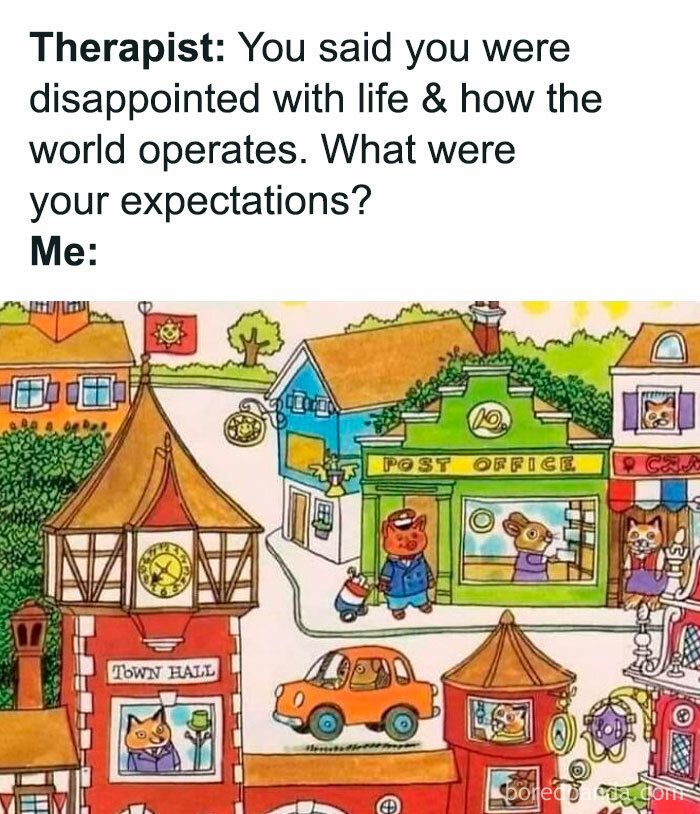 Therapist: You said you were
disappointed with life & how the
world operates. What were
your expectations?
Me:
POST OFFICE
TOWN HALL
boredpanda.com